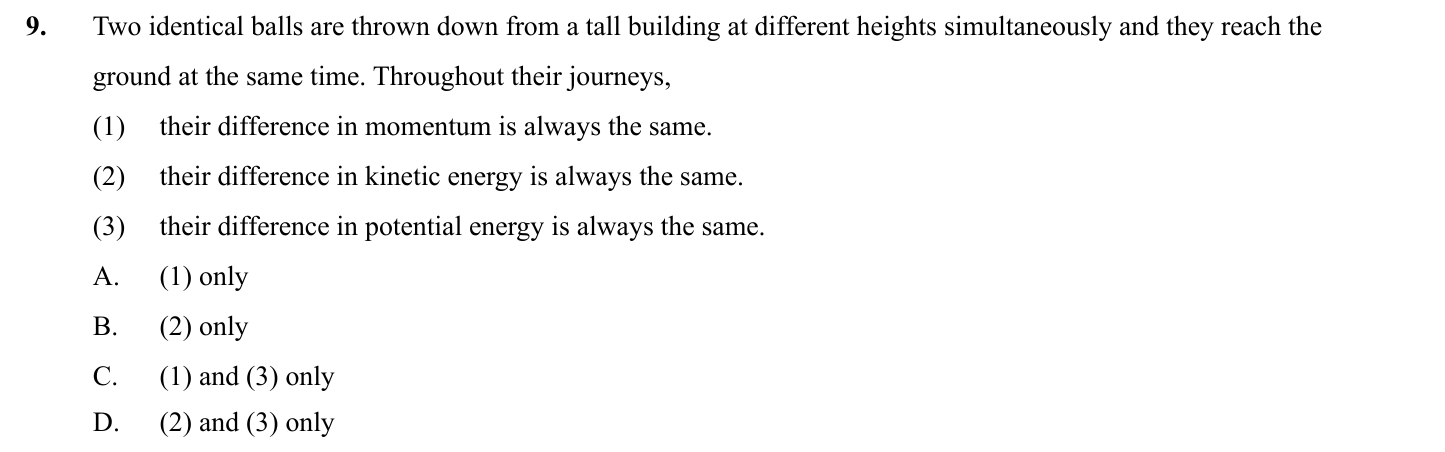 9. Two identical balls are thrown down from a tall building at different heights simultaneously and they reach the
ground at the same time. Throughout their journeys,
(1) their difference in momentum is always the same.
(2) their difference in kinetic energy is always the same.
(3) their difference in potential energy is always the same.
A. (1) only
B. (2) only
C. (1) and (3) only
D. (2) and (3) only